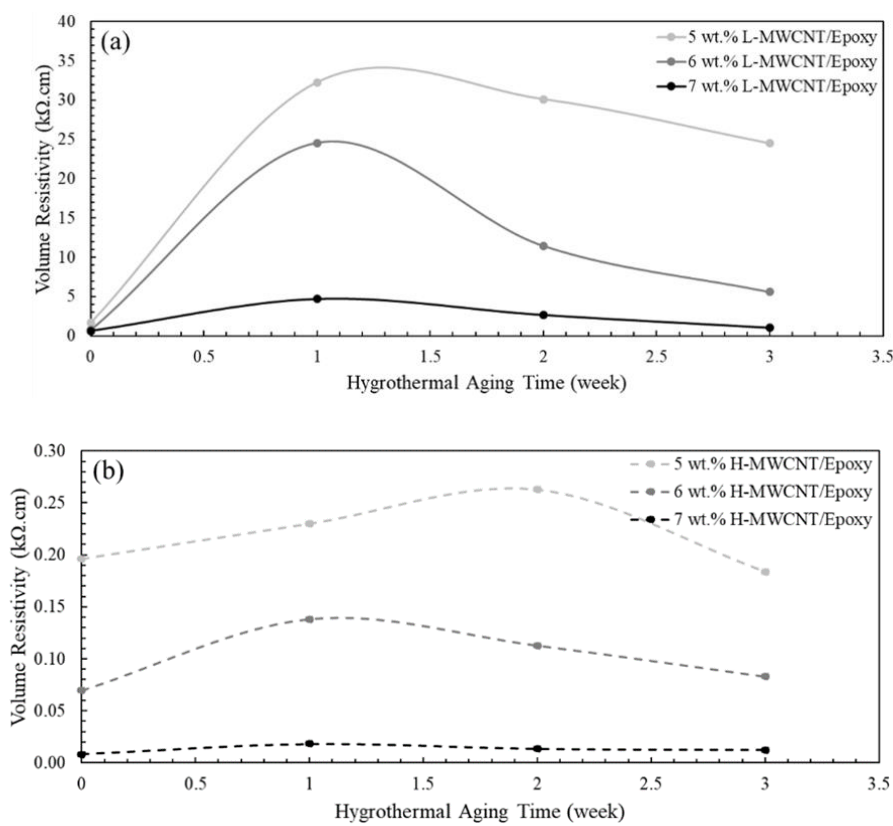 (a)
5 wt.% L-MWCNT/Epoxy
6 wt.% L-MWCNT/Epoxy
7 wt.% L-MWCNT/Epoxy
Volume Resistivity (kΩ.cm)
40
35
30
25
20
15
10
5
0
0 0.5 1 1.5 2 2.5 3 3.5
Hygrothermal Aging Time (week)
(b)
5 wt.% H-MWCNT/Epoxy
6 wt.% H-MWCNT/Epoxy
7 wt.% H-MWCNT/Epoxy
Volume Resistivity (kΩ.cm)
0.30
0.25
0.20
0.15
0.10
0.05
0.00
0 0.5 1 1.5 2 2.5 3 3.5
Hygrothermal Aging Time (week)